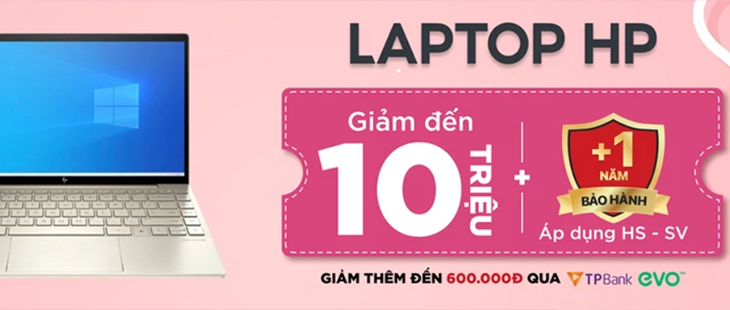 LAPTOP HP
Giảm đến
10 TRIỆU
+
+1
NĂM
BẢO HÀNH
Áp dụng HS - SV
GIẢM THÊM ĐẾN 600.000Đ QUA TPBank evo™